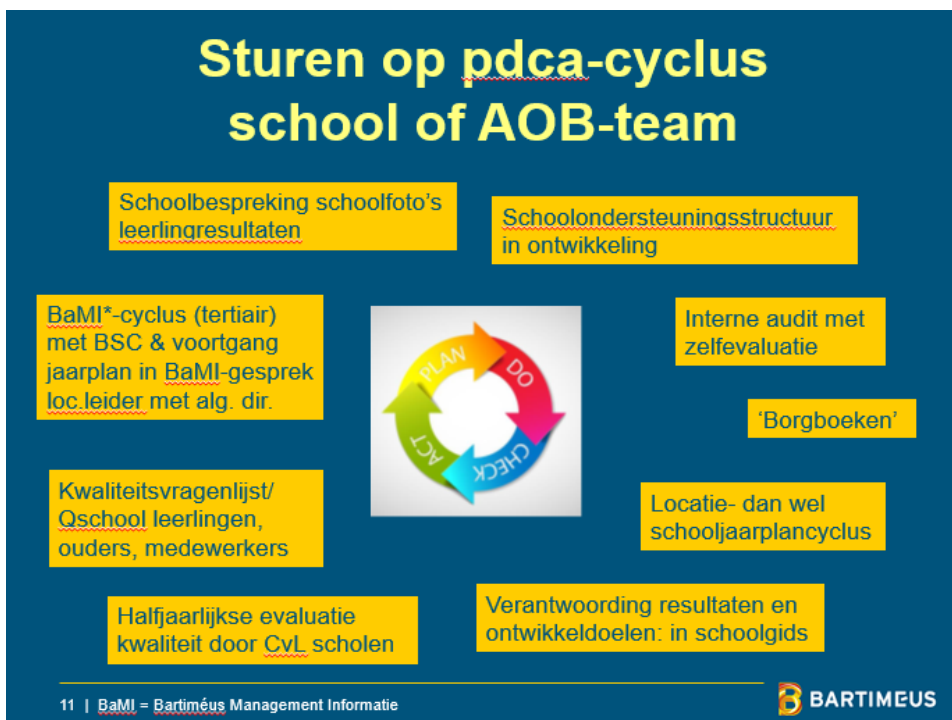 Sturen op pdca-cyclus
school of AOB-team
Schoolbespreking schoolfoto’s
leerlingresultaten
Schoolondersteuningsstructuur
in ontwikkeling
BaMI*-cyclus (tertiair)
met BSC & voortgang
jaarplan in BaMI-gesprek
loc.leider met alg. dir.
PLAN
DO
CHECK
ACT
Interne audit met
zelfevaluatie
‘Borgboeken’
Kwaliteitsvragenlijst/
Qschool leerlingen,
ouders, medewerkers
Locatie- dan wel
schooljaarplancyclus
Halfjaarlijkse evaluatie
kwaliteit door CvL scholen
Verantwoording resultaten en
ontwikkeldoelen: in schoolgids
11 | BaMI = Bartiméus Management Informatie
BARTIMEUS